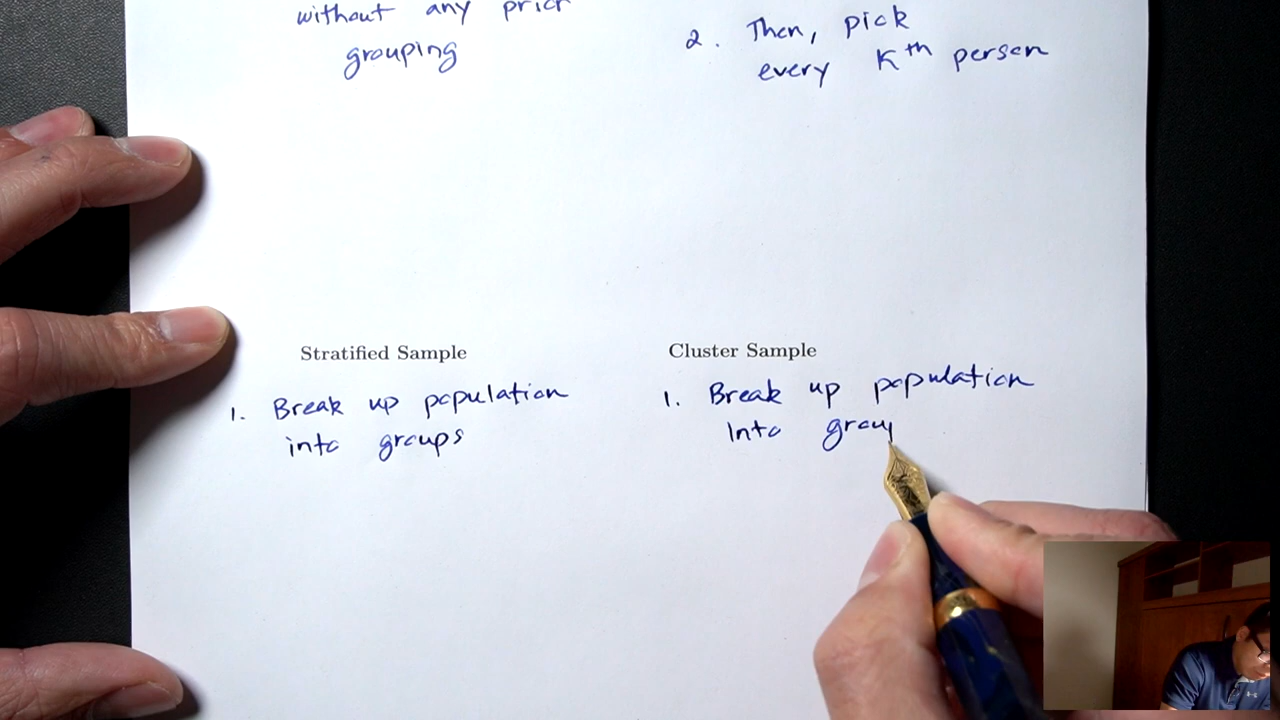 without any prior
grouping
2. Then, pick
every Kth person
Stratified Sample
1. Break up population
into groups
Cluster Sample
1. Break up population
Into grou